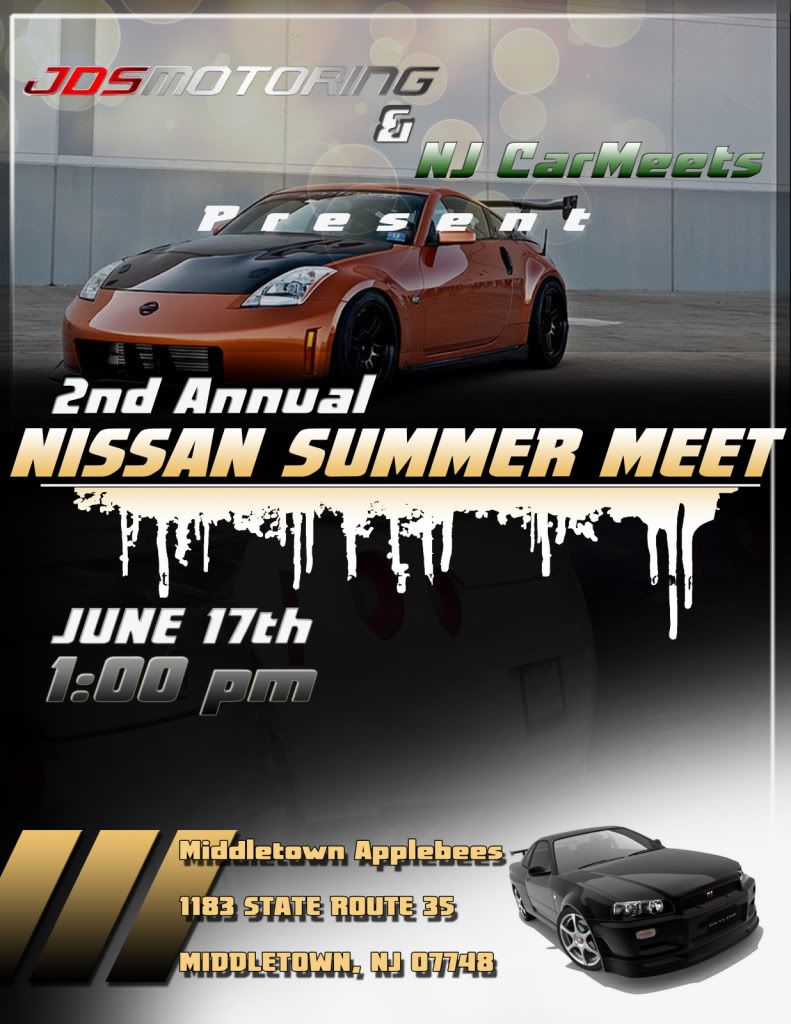 JDSMOTORING
&
NJ CarMeets
Present
2nd Annual
NISSAN SUMMER MEET
JUNE 17th
1:00 pm
Middletown Applebees
1183 STATE ROUTE 35
MIDDLETOWN, NJ 07748
SKYLINE